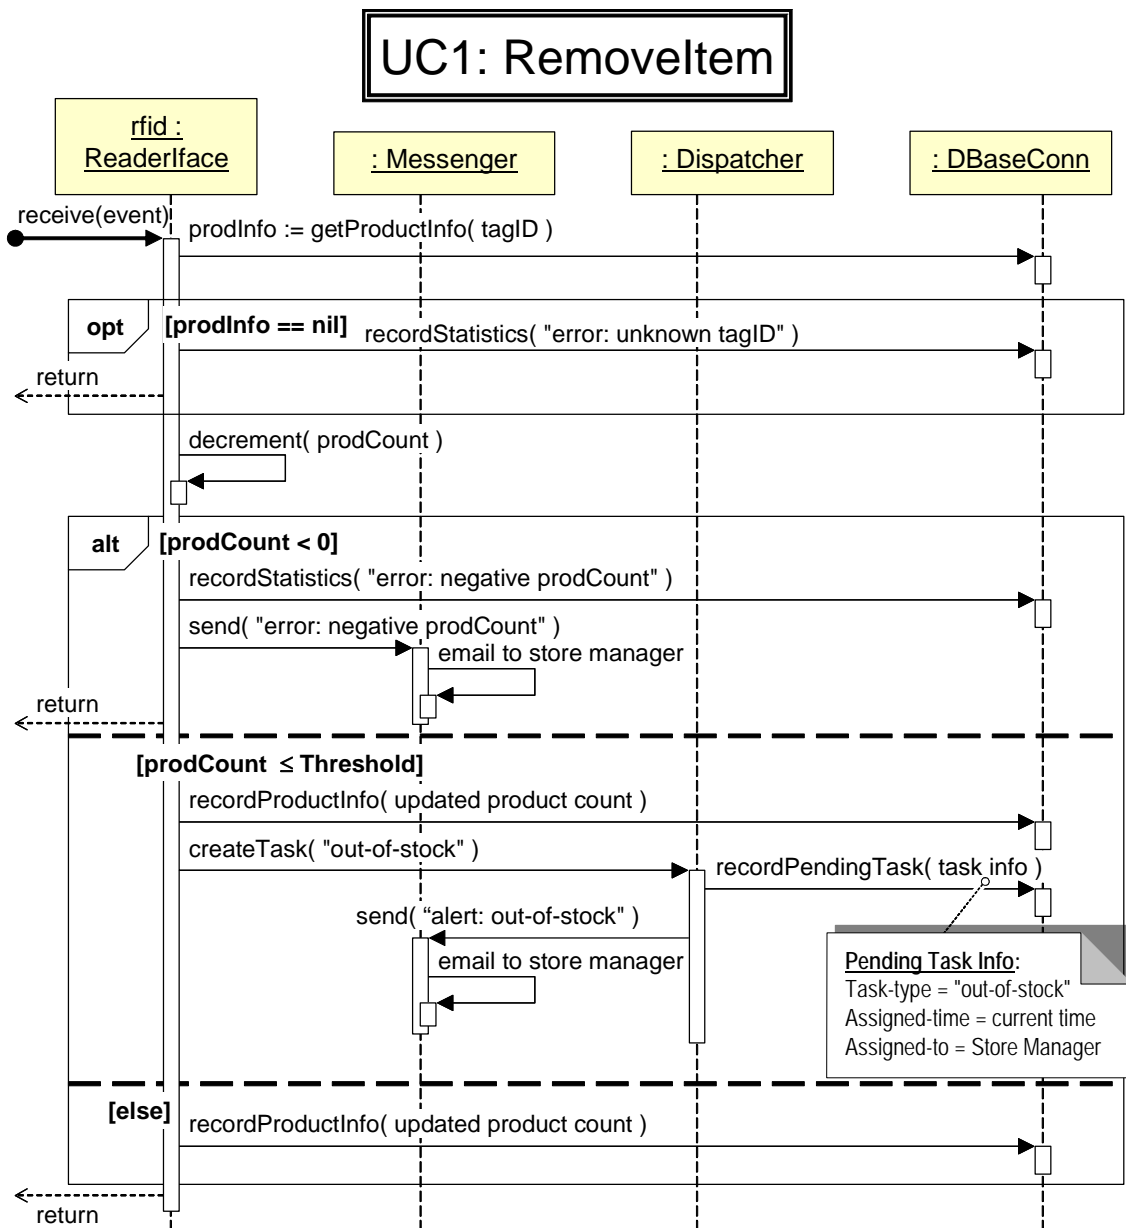 UC1: RemoveItem
rfid :
ReaderIface
: Messenger
: Dispatcher
: DBaseConn
receive(event)
prodInfo := getProductInfo( tagID )
opt
[prodInfo == nil]
recordStatistics( "error: unknown tagID" )
return
decrement( prodCount )
alt
[prodCount < 0]
recordStatistics( "error: negative prodCount" )
send( "error: negative prodCount" )
email to store manager
return
[prodCount ≤ Threshold]
recordProductInfo( updated product count )
createTask( "out-of-stock" )
recordPendingTask( task info )
send( “alert: out-of-stock" )
email to store manager
Pending Task Info:
Task-type = "out-of-stock"
Assigned-time = current time
Assigned-to = Store Manager
[else]
recordProductInfo( updated product count )
return